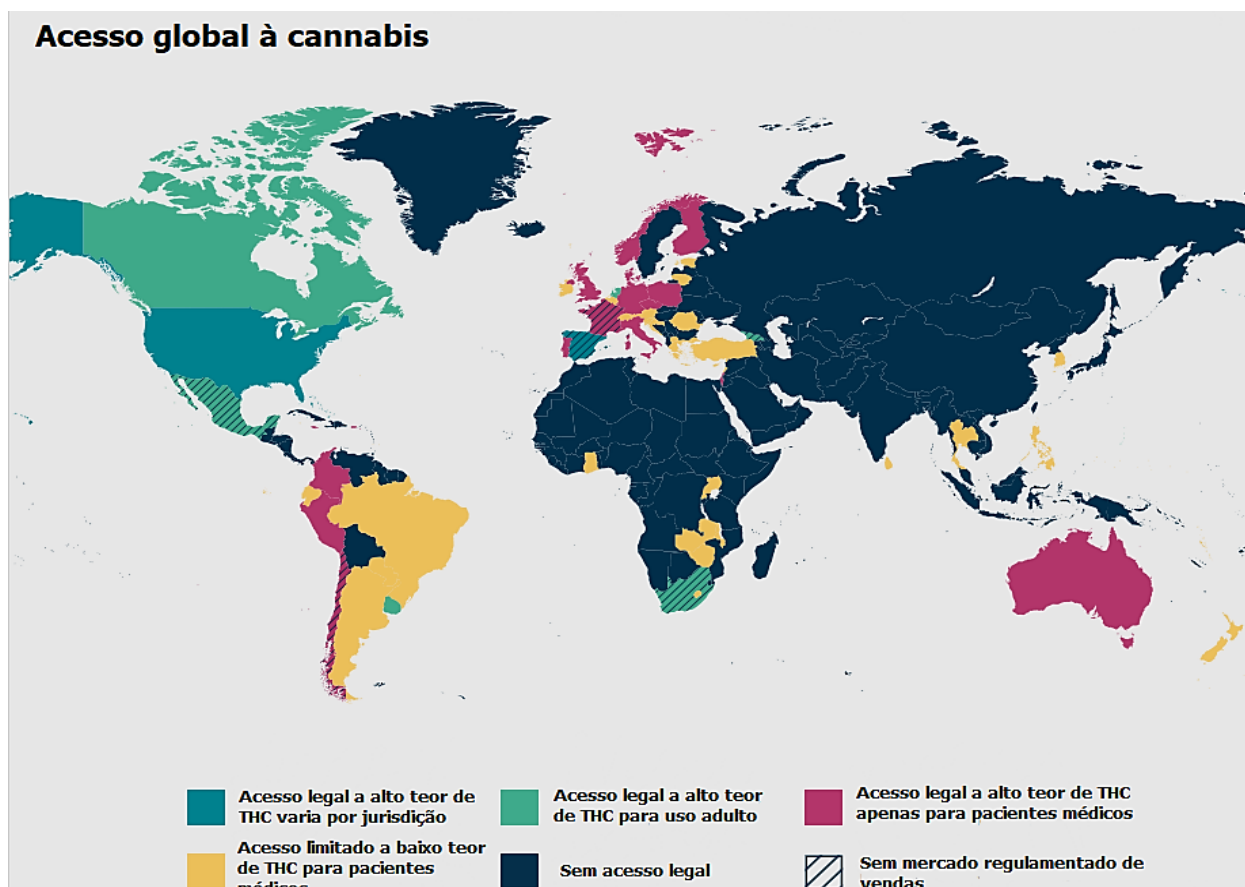 Acesso global à cannabis
Acesso legal a alto teor de
THC varia por jurisdição
Acesso legal a alto teor
de THC para uso adulto
Acesso legal a alto teor de THC
apenas para pacientes médicos
Acesso limitado a baixo teor
de THC para pacientes
médicos
Sem acesso legal
Sem mercado regulamentado de
vendas